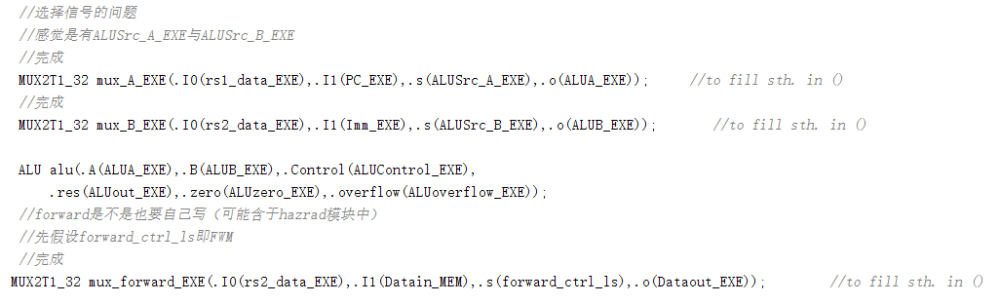 //选择信号的问题
//感觉是有ALUSrc_A_EXE与ALUSrc_B_EXE
//完成
MUX2T1_32 mux_A_EXE(.I0(rs1_data_EXE),.I1(PC_EXE),.s(ALUSrc_A_EXE),.o(ALUA_EXE)); //to fill sth. in ()
//完成
MUX2T1_32 mux_B_EXE(.I0(rs2_data_EXE),.I1(Imm_EXE),.s(ALUSrc_B_EXE),.o(ALUB_EXE)); //to fill sth. in ()
ALU alu(.A(ALUA_EXE),.B(ALUB_EXE),.Control(ALUControl_EXE),
.res(ALUout_EXE),.zero(ALUzero_EXE),.overflow(ALUoverflow_EXE));
//forward是不是也要自己写（可能含于hazrad模块中）
//先假设forward_ctrl_ls即FWM
//完成
MUX2T1_32 mux_forward_EXE(.I0(rs2_data_EXE),.I1(Datain_MEM),.s(forward_ctrl_ls),.o(Dataout_EXE)); //to fill sth. in ()